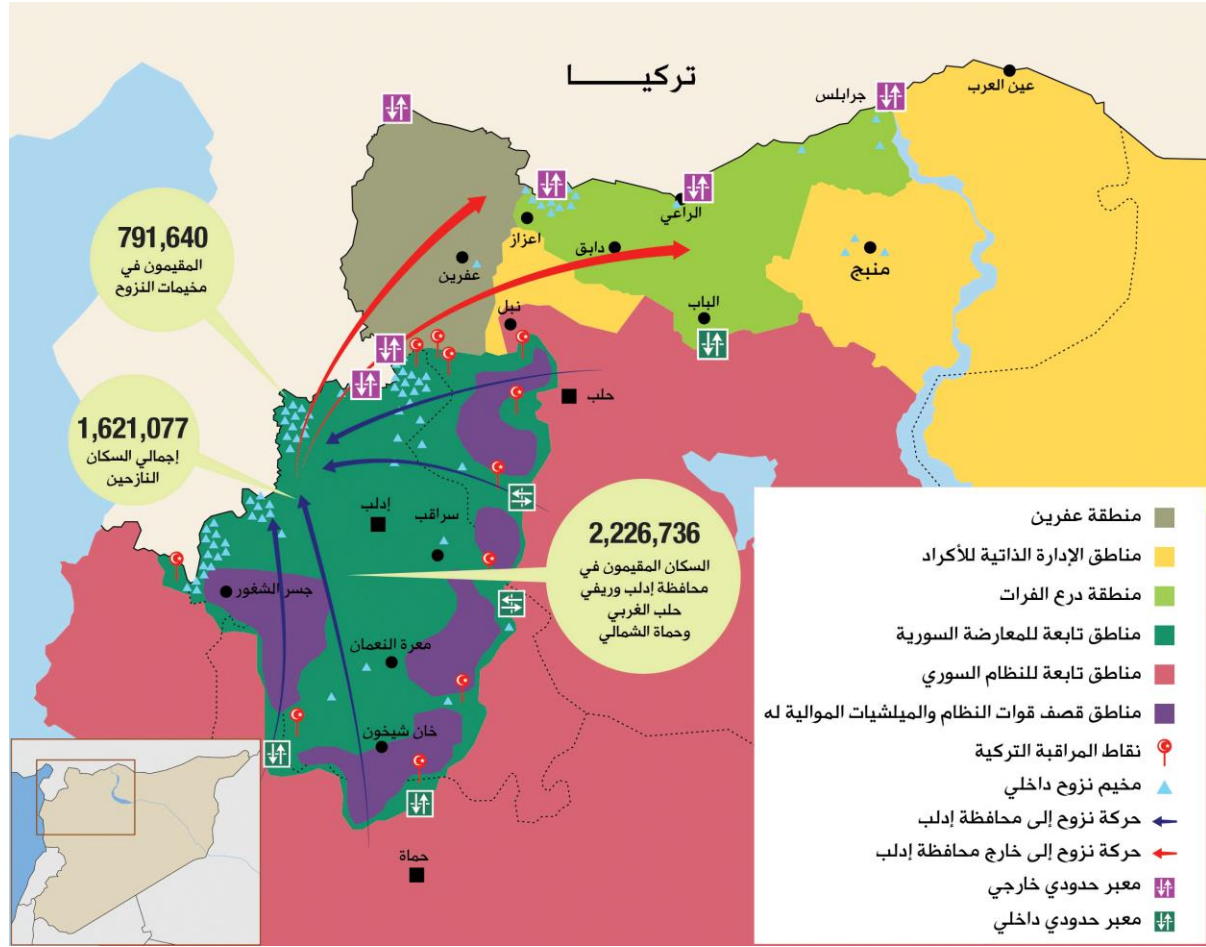 تركيـــــا
عين العرب
جرابلس
الراعي
اعزاز
دابق
عفرين
منبج
الباب
نبل
حلب
791,640
المقيمون في
مخيمات النزوح
1,621,077
إجمالي السكان
النازحين
إدلب
سراقب
2,226,736
السكان المقيمون في
محافظة إدلب وريفي
حلب الغربي
وحماة الشمالي
جسر الشغور
معرة النعمان
خان شيخون
حماة
منطقة عفرين
مناطق الإدارة الذاتية للأكراد
منطقة درع الفرات
مناطق تابعة للمعارضة السورية
مناطق تابعة للنظام السوري
مناطق قصف قوات النظام والميلشيات الموالية له
نقاط المراقبة التركية
مخيم نزوح داخلي
حركة نزوح إلى محافظة إدلب
حركة نزوح إلى خارج محافظة إدلب
معبر حدودي خارجي
معبر حدودي داخلي